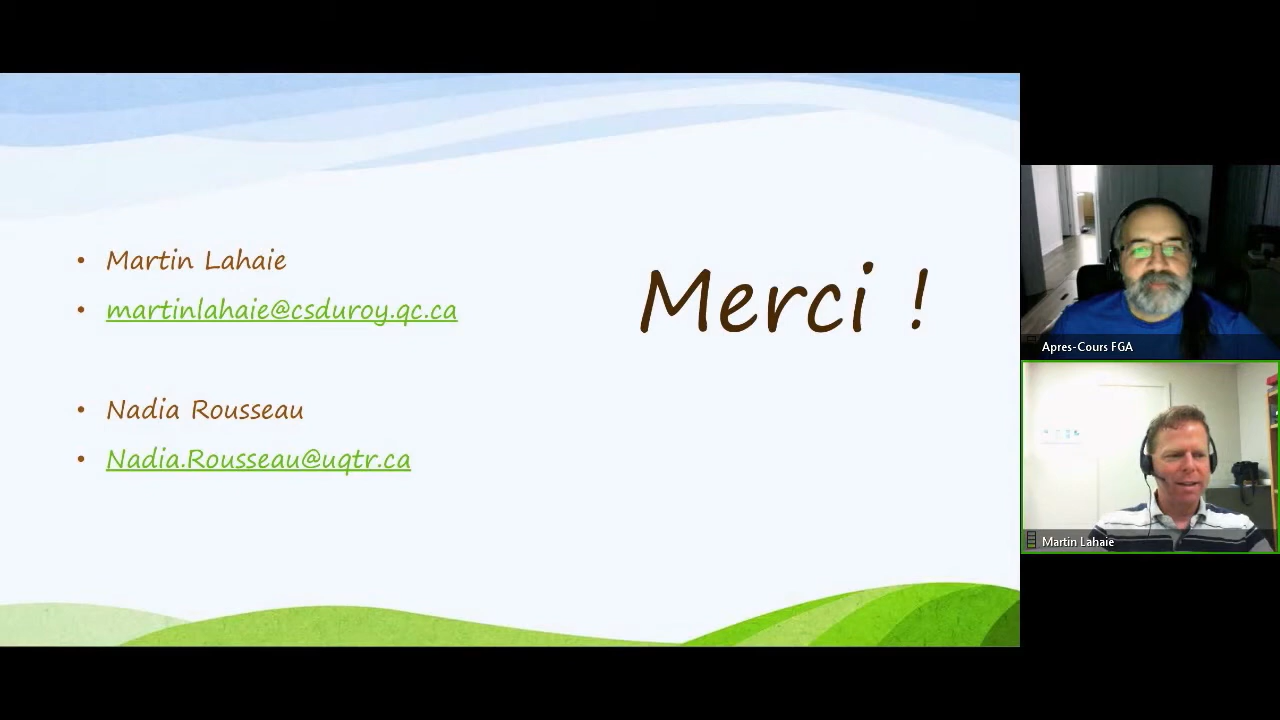 Martin Lahaie
martinlahaie@csduroy.qc.ca
Nadia Rousseau
Nadia.Rousseau@uqtr.ca
Merci !
Apres-Cours FGA
Martin Lahaie